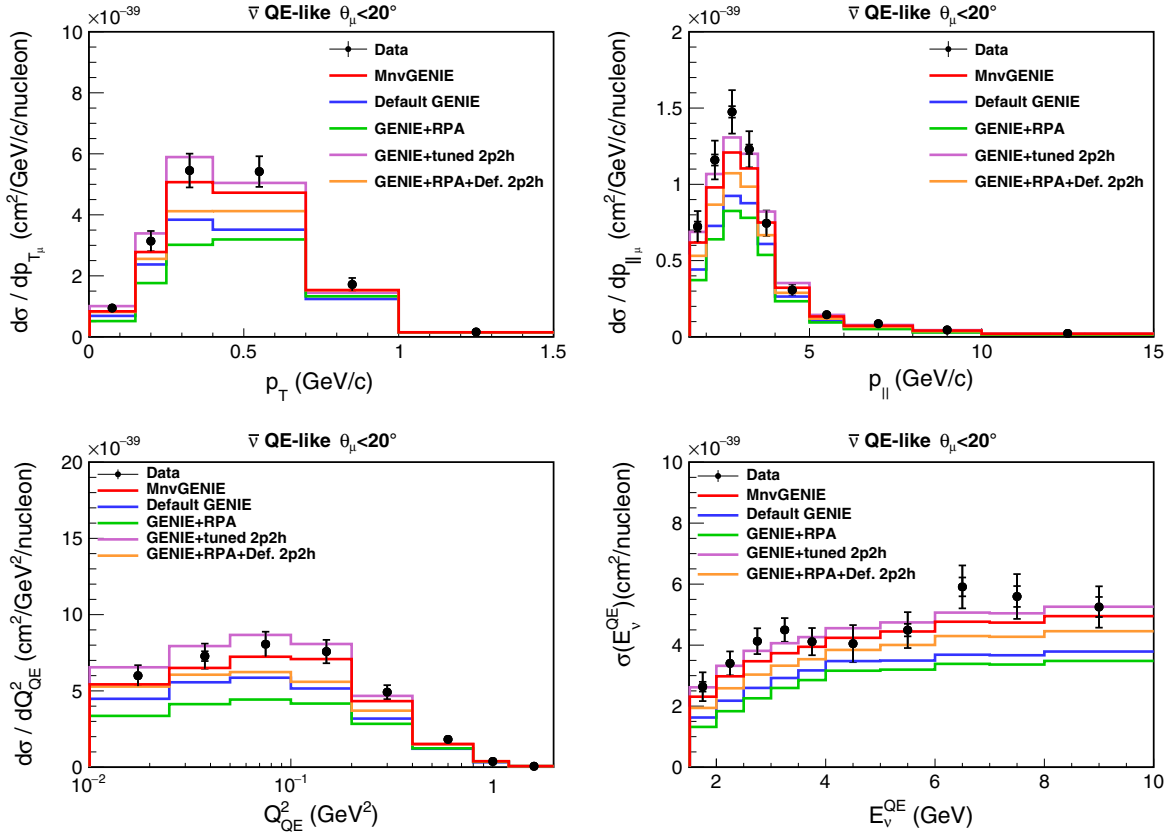 ×10⁻³⁹
ν̄ QE-like θμ<20°
dσ / dp_Tμ (cm²/GeV/c/nucleon)
10
8
6
4
2
0
Data
MnvGENIE
Default GENIE
GENIE+RPA
GENIE+tuned 2p2h
GENIE+RPA+Def. 2p2h
0 0.5 1 1.5
p_T (GeV/c)
×10⁻³⁹
ν̄ QE-like θμ<20°
dσ / dp_||μ (cm²/GeV/c/nucleon)
2
1.5
1
0.5
0
Data
MnvGENIE
Default GENIE
GENIE+RPA
GENIE+tuned 2p2h
GENIE+RPA+Def. 2p2h
5 10 15
p_|| (GeV/c)
×10⁻³⁹
ν̄ QE-like θμ<20°
dσ / dQ²_QE (cm²/GeV²/nucleon)
20
15
10
5
0
Data
MnvGENIE
Default GENIE
GENIE+RPA
GENIE+tuned 2p2h
GENIE+RPA+Def. 2p2h
10⁻² 10⁻¹ 1
Q²_QE (GeV²)
×10⁻³⁹
ν̄ QE-like θμ<20°
σ(E_ν^QE)(cm²/nucleon)
10
8
6
4
2
0
Data
MnvGENIE
Default GENIE
GENIE+RPA
GENIE+tuned 2p2h
GENIE+RPA+Def. 2p2h
2 4 6 8 10
E_ν^QE (GeV)